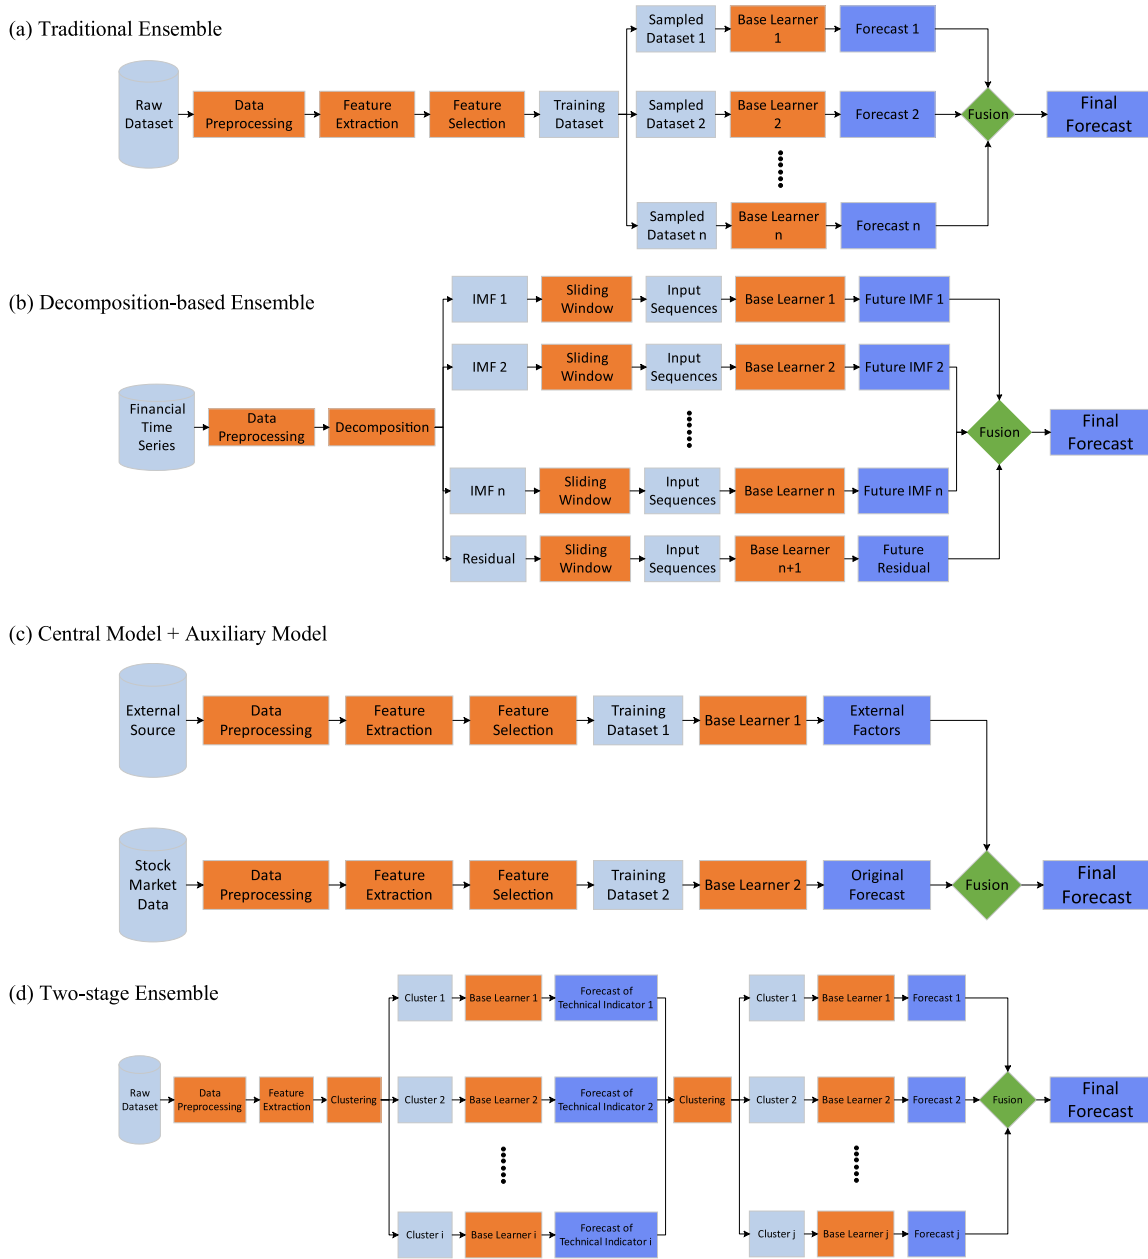 (a) Traditional Ensemble
Raw
Dataset
Data
Preprocessing
Feature
Extraction
Feature
Selection
Training
Dataset
Sampled
Dataset 1
Base Learner
1
Forecast 1
Sampled
Dataset 2
Base Learner
2
Forecast 2
Sampled
Dataset n
Base Learner
n
Forecast n
Fusion
Final
Forecast
(b) Decomposition-based Ensemble
Financial
Time
Series
Data
Preprocessing
Decomposition
IMF 1
Sliding
Window
Input
Sequences
Base Learner 1
Future IMF 1
IMF 2
Sliding
Window
Input
Sequences
Base Learner 2
Future IMF 2
IMF n
Sliding
Window
Input
Sequences
Base Learner n
Future IMF n
Residual
Sliding
Window
Input
Sequences
Base Learner
n+1
Future
Residual
Fusion
Final
Forecast
(c) Central Model + Auxiliary Model
External
Source
Data
Preprocessing
Feature
Extraction
Feature
Selection
Training
Dataset 1
Base Learner 1
External
Factors
Stock
Market
Data
Data
Preprocessing
Feature
Extraction
Feature
Selection
Training
Dataset 2
Base Learner 2
Original
Forecast
Fusion
Final
Forecast
(d) Two-stage Ensemble
Raw
Dataset
Data
Preprocessing
Feature
Extraction
Clustering
Cluster 1
Base Learner 1
Forecast of
Technical Indicator 1
Cluster 2
Base Learner 2
Forecast of
Technical Indicator 2
Cluster i
Base Learner i
Forecast of
Technical Indicator i
Clustering
Cluster 1
Base Learner 1
Forecast 1
Cluster 2
Base Learner 2
Forecast 2
Cluster j
Base Learner j
Forecast j
Fusion
Final
Forecast